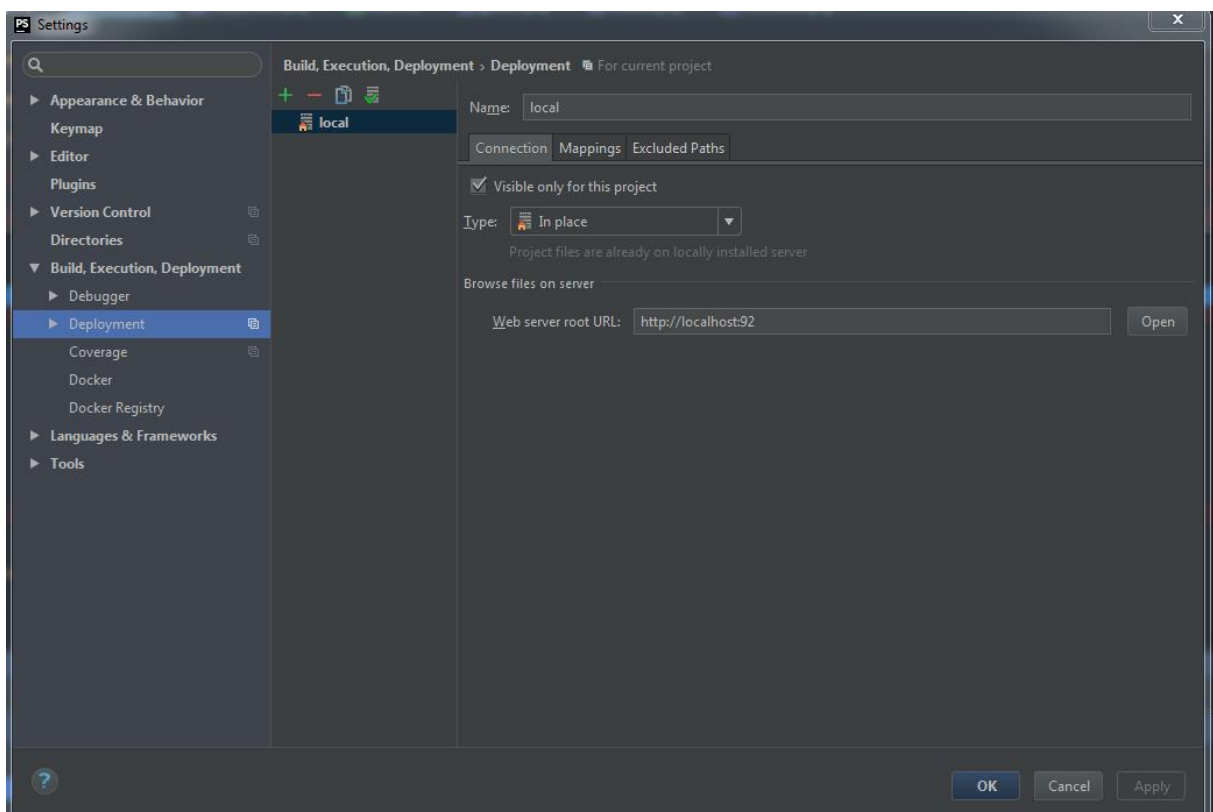 PS Settings
Build, Execution, Deployment › Deployment For current project
Appearance & Behavior
Keymap
Editor
Plugins
Version Control
Directories
Build, Execution, Deployment
Debugger
Deployment
Coverage
Docker
Docker Registry
Languages & Frameworks
Tools
local
Name: local
Connection Mappings Excluded Paths
Visible only for this project
Type: In place
Project files are already on locally installed server
Browse files on server
Web server root URL: http://localhost:92 Open
? OK Cancel Apply